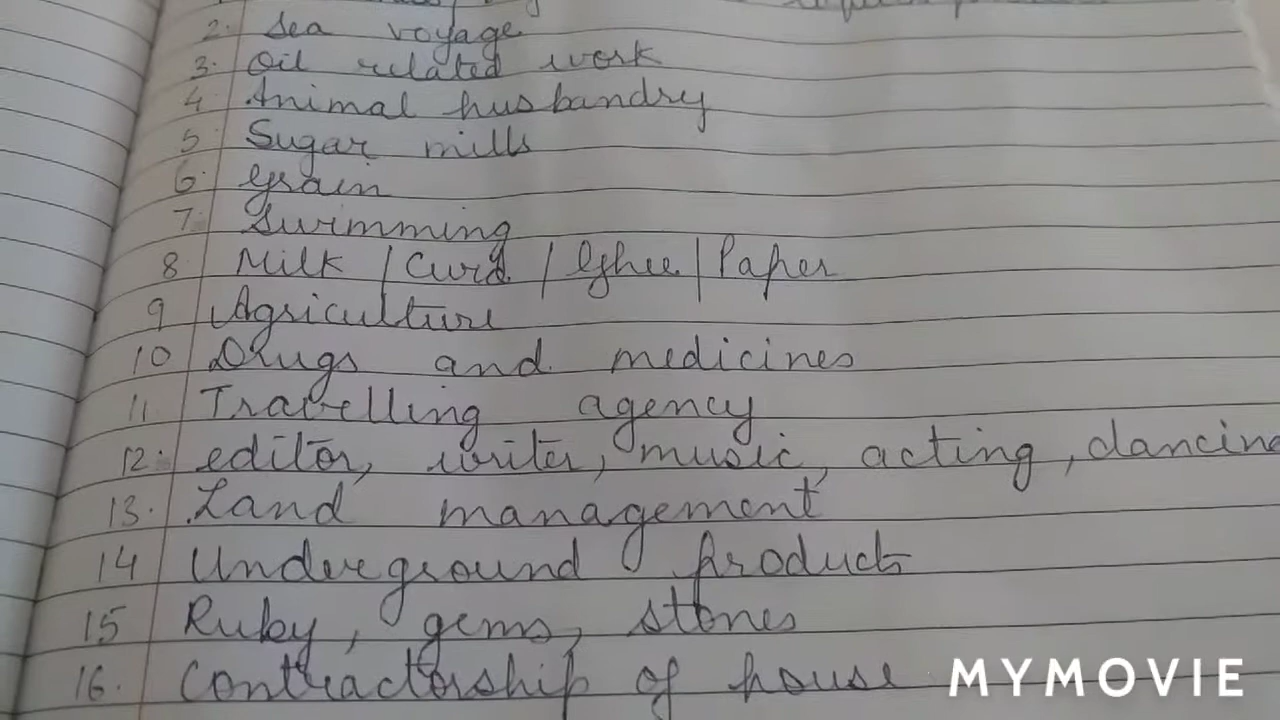 2. Sea voyage
3. Oil related work
4. Animal husbandry
5. Sugar mills
6. Grain
7. Swimming
8 Milk / Curd / Ghee / Paper
9 Agriculture
10 Drugs and medicines
11 Travelling agency
12. editor, writer, music, acting, dancing
13. Land management
14 Underground products
15 Ruby, gems, stones
16. Contractorship of house
MYMOVIE